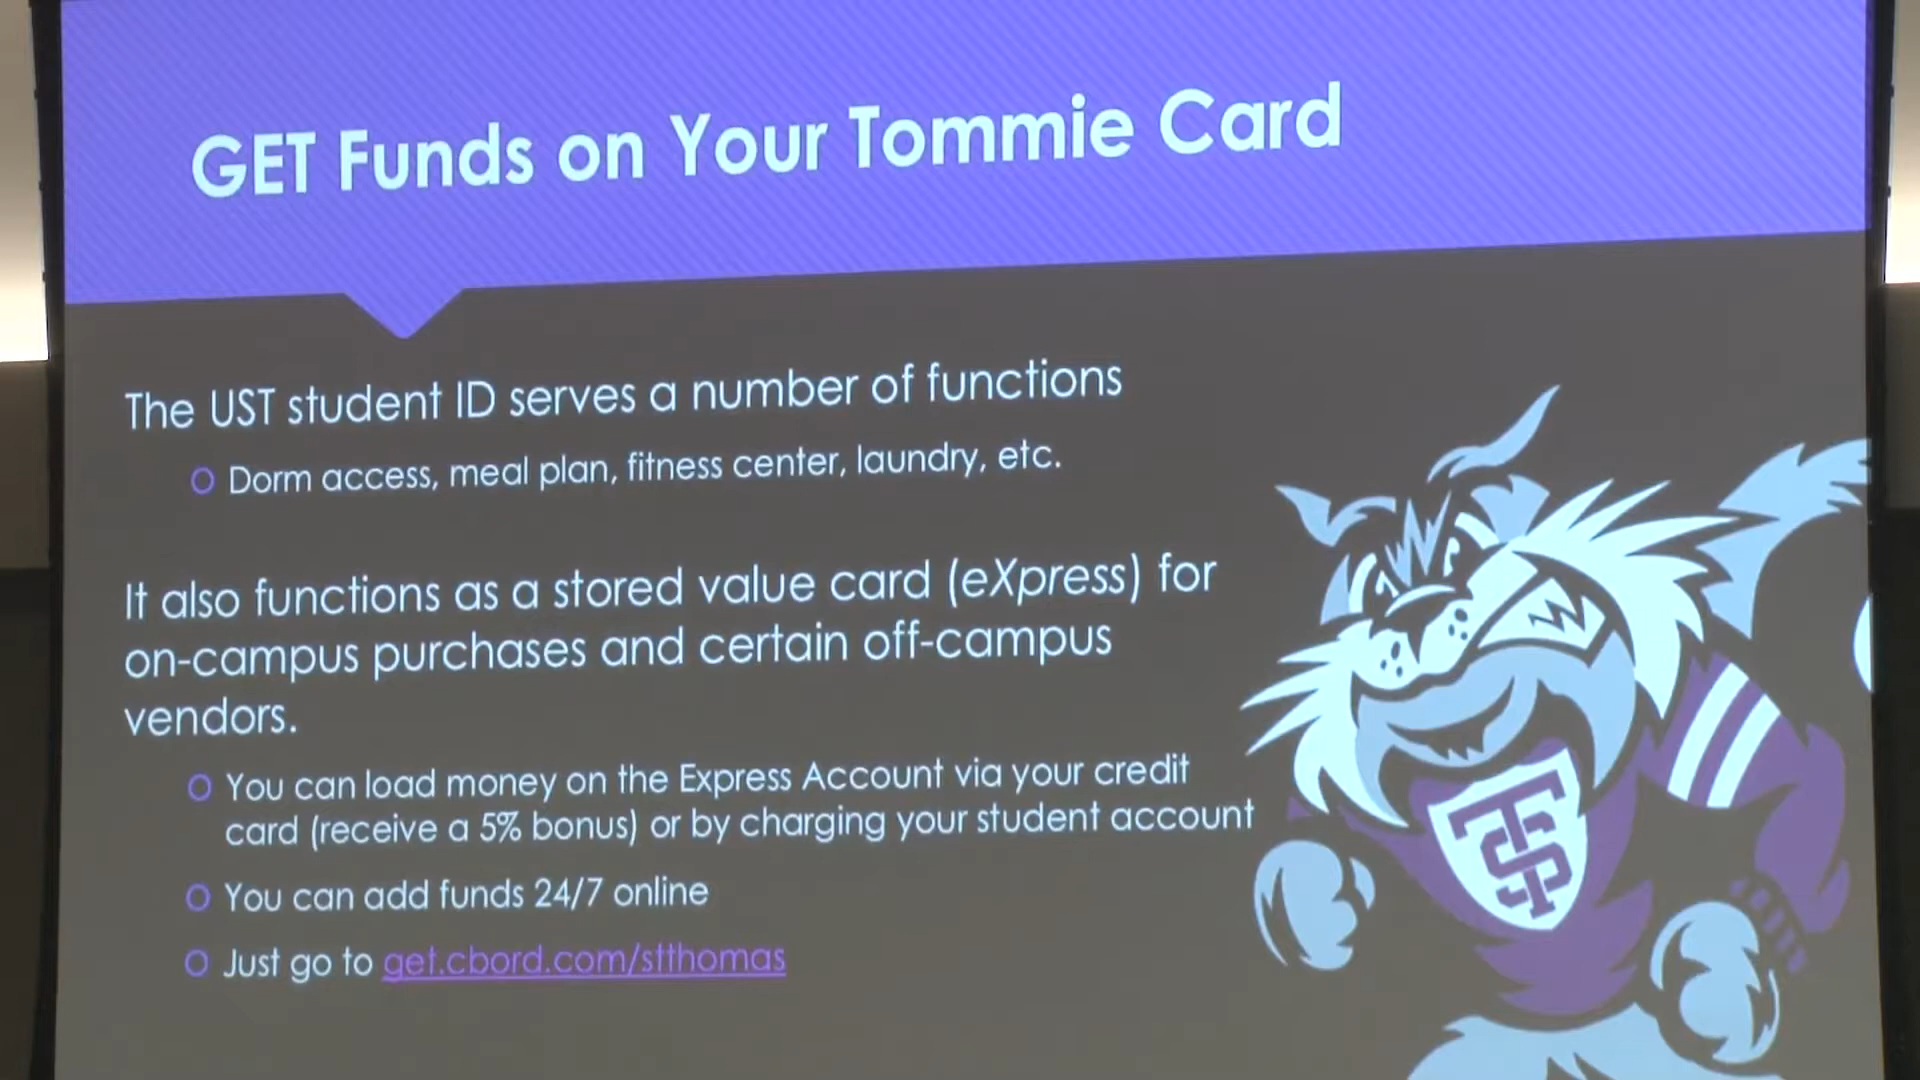 GET Funds on Your Tommie Card
The UST student ID serves a number of functions
O Dorm access, meal plan, fitness center, laundry, etc.
It also functions as a stored value card (eXpress) for
on-campus purchases and certain off-campus
vendors.
O You can load money on the Express Account via your credit
card (receive a 5% bonus) or by charging your student account
O You can add funds 24/7 online
O Just go to get.cbord.com/stthomas